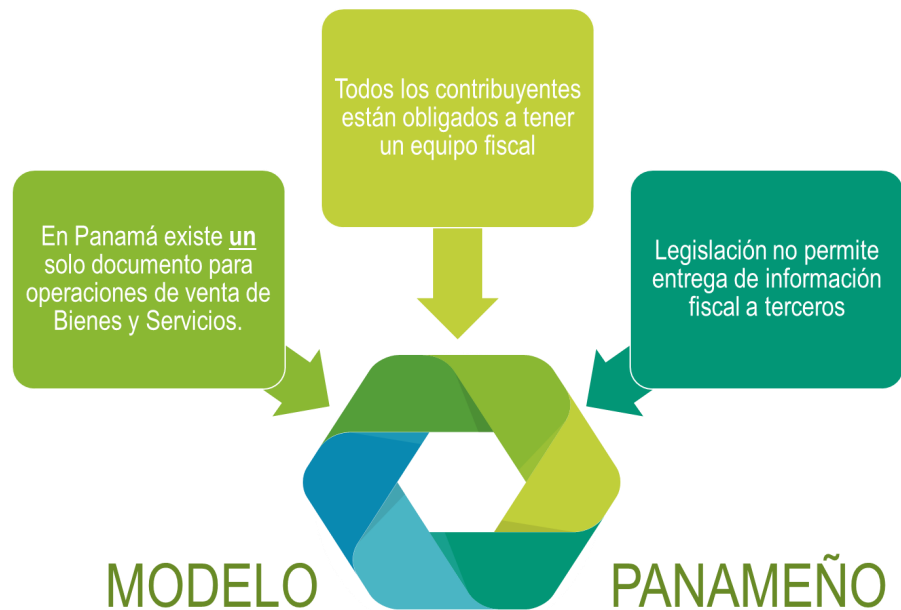 Todos los contribuyentes
están obligados a tener
un equipo fiscal
En Panamá existe un
solo documento para
operaciones de venta de
Bienes y Servicios.
Legislación no permite
entrega de información
fiscal a terceros
MODELO PANAMEÑO